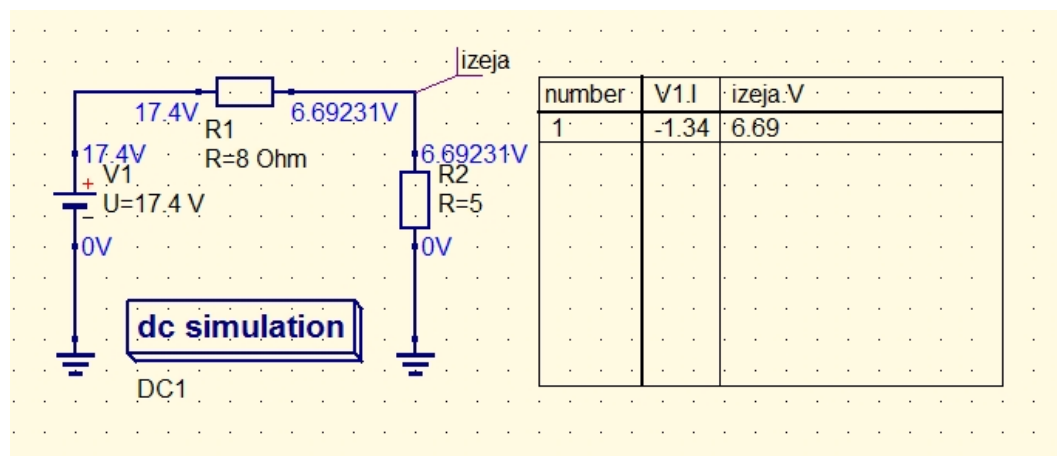 izeja
17.4V
6.69231V
R1
R=8 Ohm
17.4V
+
V1
U=17.4 V
–
0V
6.69231V
R2
R=5
0V
dc simulation
DC1
number V1.I izeja.V
1 -1.34 6.69